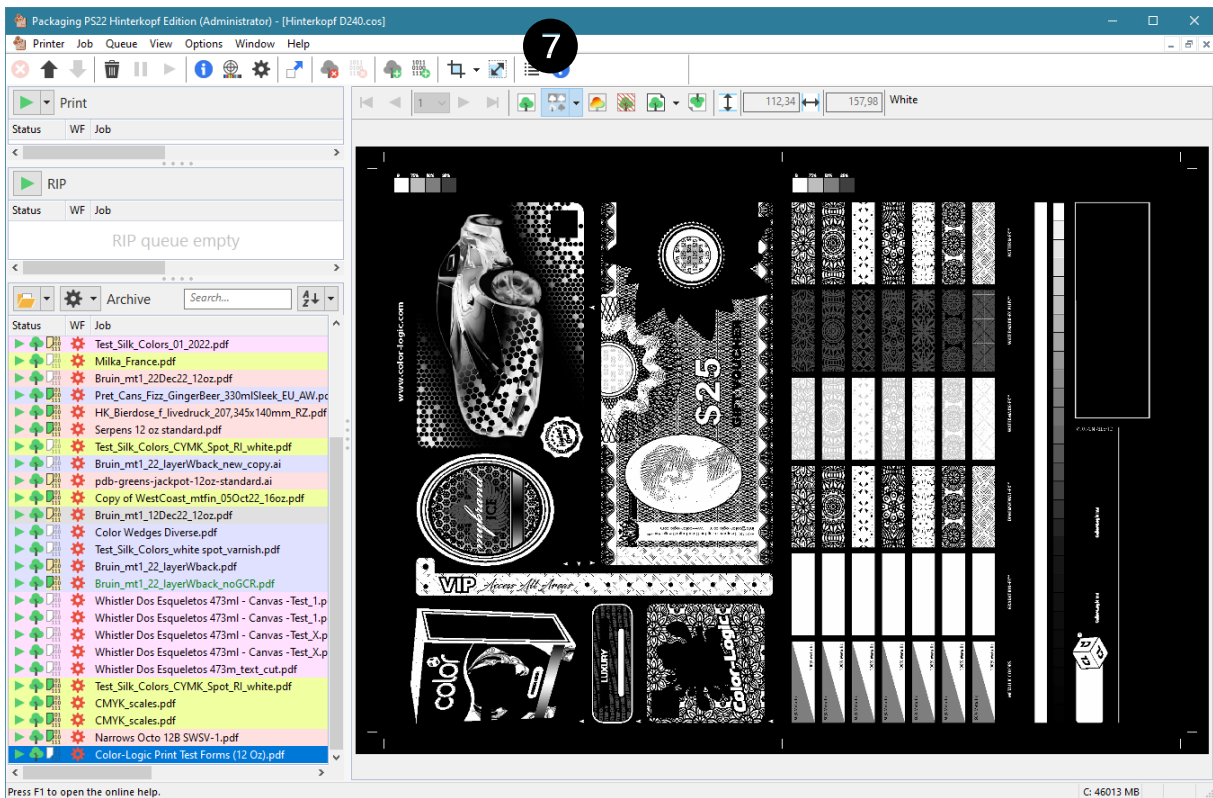 Packaging PS22 Hinterkopf Edition (Administrator) - [Hinterkopf D240.cos]
Printer Job Queue View Options Window Help
7
Print
1
112,34
157,98
White
Status WF Job
RIP
Status WF Job
RIP queue empty
Archive
Search...
Status WF Job
Test_Silk_Colors_01_2022.pdf
Milka_France.pdf
Bruin_mt1_22Dec22_12oz.pdf
Pret_Cans_Fizz_GingerBeer_330mlSleek_EU_AW.pc
HK_Bierdose_f_livedruck_207,345x140mm_RZ.pdf
Serpens 12 oz standard.pdf
Test_Silk_Colors_CYMK_Spot_RI_white.pdf
Bruin_mt1_22_layerWback_new_copy.ai
pdb-greens-jackpot-12oz-standard.ai
Copy of WestCoast_mtfin_05Oct22_16oz.pdf
Bruin_mt1_12Dec22_12oz.pdf
Color Wedges Diverse.pdf
Test_Silk_Colors_white spot_varnish.pdf
Bruin_mt1_22_layerWback.pdf
Bruin_mt1_22_layerWback_noGCR.pdf
Whistler Dos Esqueletos 473ml - Canvas -Test_1.p
Whistler Dos Esqueletos 473ml - Canvas -Test_1.p
Whistler Dos Esqueletos 473ml - Canvas -Test_X.p
Whistler Dos Esqueletos 473ml - Canvas -Test_X.p
Whistler Dos Esqueletos 473m_text_cut.pdf
Test_Silk_Colors_CYMK_Spot_RI_white.pdf
CMYK_scales.pdf
CMYK_scales.pdf
Narrows Octo 12B SWSV-1.pdf
Color-Logic Print Test Forms (12 Oz).pdf
www.color-logic.com
$25
GIFT VOUCHER
ICE
VIP Access All Areas
color
LUXURY
Color-Logic
Press F1 to open the online help.
C: 46013 MB